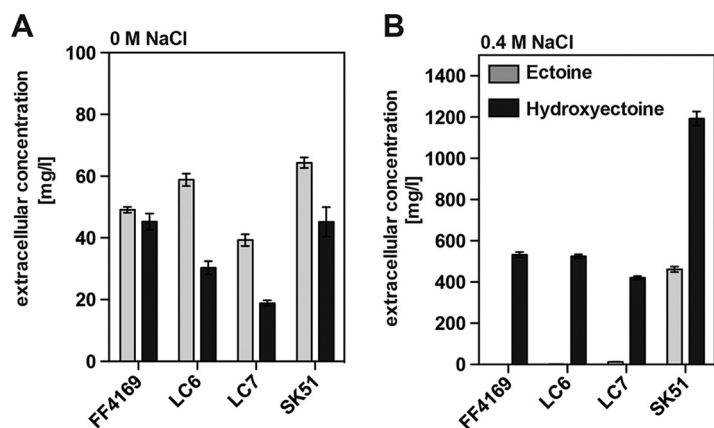 A
0 M NaCl
extracellular concentration
[mg/l]
100
80
60
40
20
0
FF4169
LC6
LC7
SK51
B
0.4 M NaCl
Ectoine
Hydroxyectoine
extracellular concentration
[mg/l]
1400
1200
1000
800
600
400
200
0
FF4169
LC6
LC7
SK51